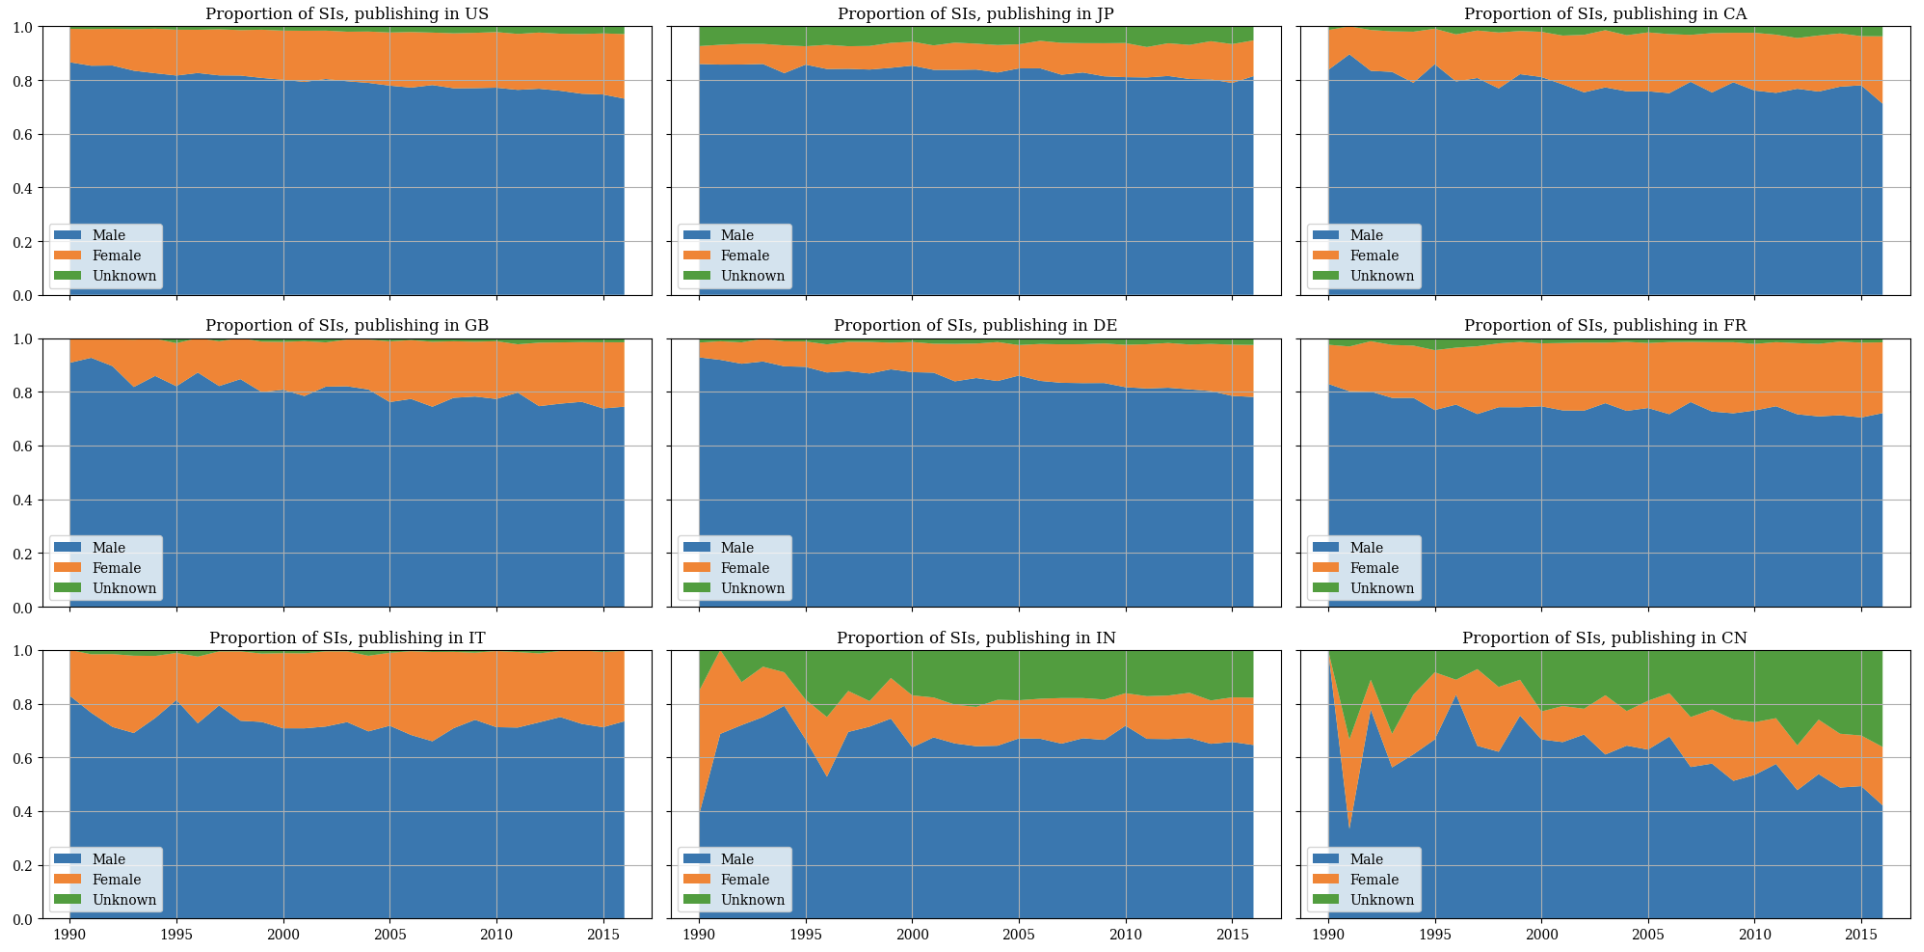 Proportion of SIs, publishing in US
1.0
0.8
0.6
0.4
0.2
0.0
Male
Female
Unknown
Proportion of SIs, publishing in JP
Male
Female
Unknown
Proportion of SIs, publishing in CA
Male
Female
Unknown
Proportion of SIs, publishing in GB
1.0
0.8
0.6
0.4
0.2
0.0
Male
Female
Unknown
Proportion of SIs, publishing in DE
Male
Female
Unknown
Proportion of SIs, publishing in FR
Male
Female
Unknown
Proportion of SIs, publishing in IT
1.0
0.8
0.6
0.4
0.2
0.0
Male
Female
Unknown
1990 1995 2000 2005 2010 2015
Proportion of SIs, publishing in IN
Male
Female
Unknown
1990 1995 2000 2005 2010 2015
Proportion of SIs, publishing in CN
Male
Female
Unknown
1990 1995 2000 2005 2010 2015